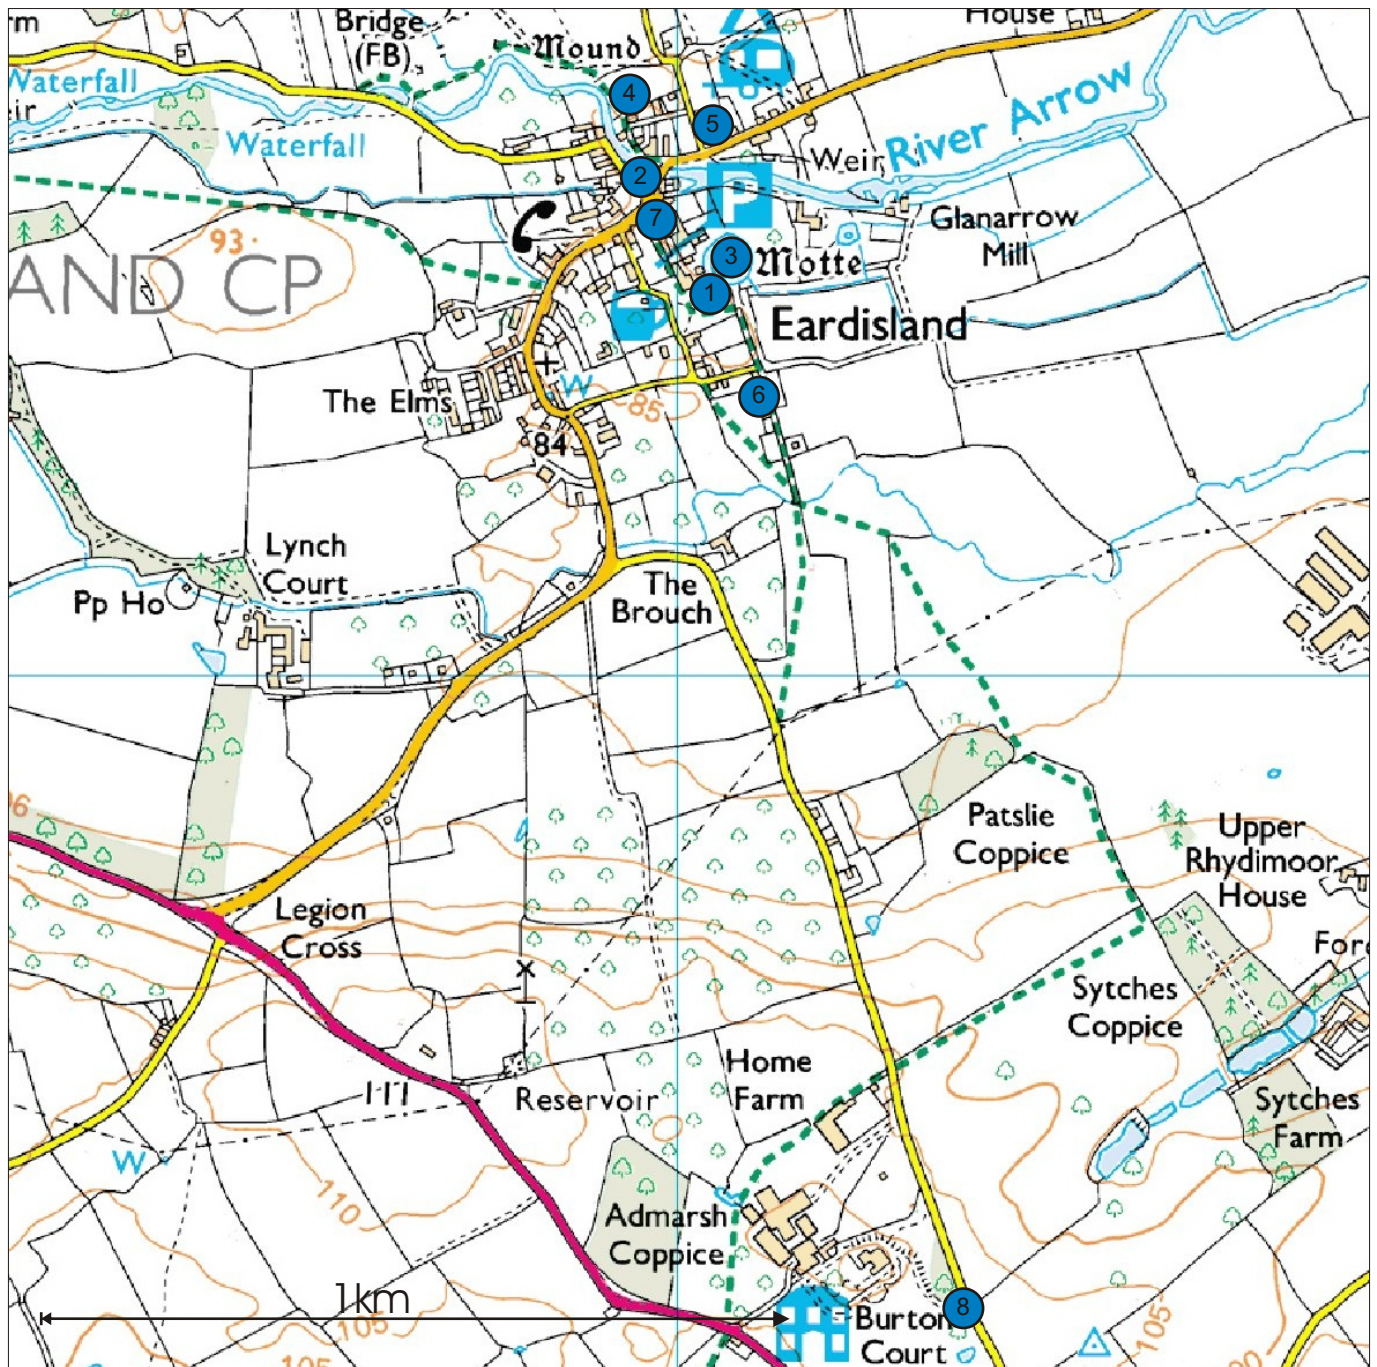 m
Bridge
(FB)
Mound
House
Waterfall
eir
4
5
Waterfall
Weir
River Arrow
2
P
7
Glanarrow
Mill
93
3
Motte
AND CP
1
Eardisland
The Elms
W
85
6
84
Lynch
Court
Pp Ho
The
Brouch
Patslie
Coppice
Upper
Rhydimoor
House
Legion
Cross
For
Sytches
Coppice
Home
Farm
111
Reservoir
Sytches
Farm
W
110
Admarsh
Coppice
1km
105
8
Burton
Court
105
105